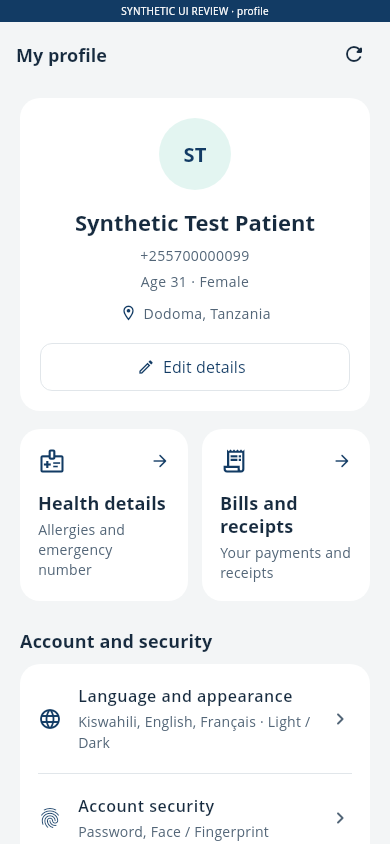 SYNTHETIC UI REVIEW · profile
My profile
ST
Synthetic Test Patient
+255700000099
Age 31 · Female
Dodoma, Tanzania
Edit details
Health details
Allergies and
emergency
number
Bills and
receipts
Your payments and
receipts
Account and security
Language and appearance
Kiswahili, English, Français · Light /
Dark
Account security
Password, Face / Fingerprint